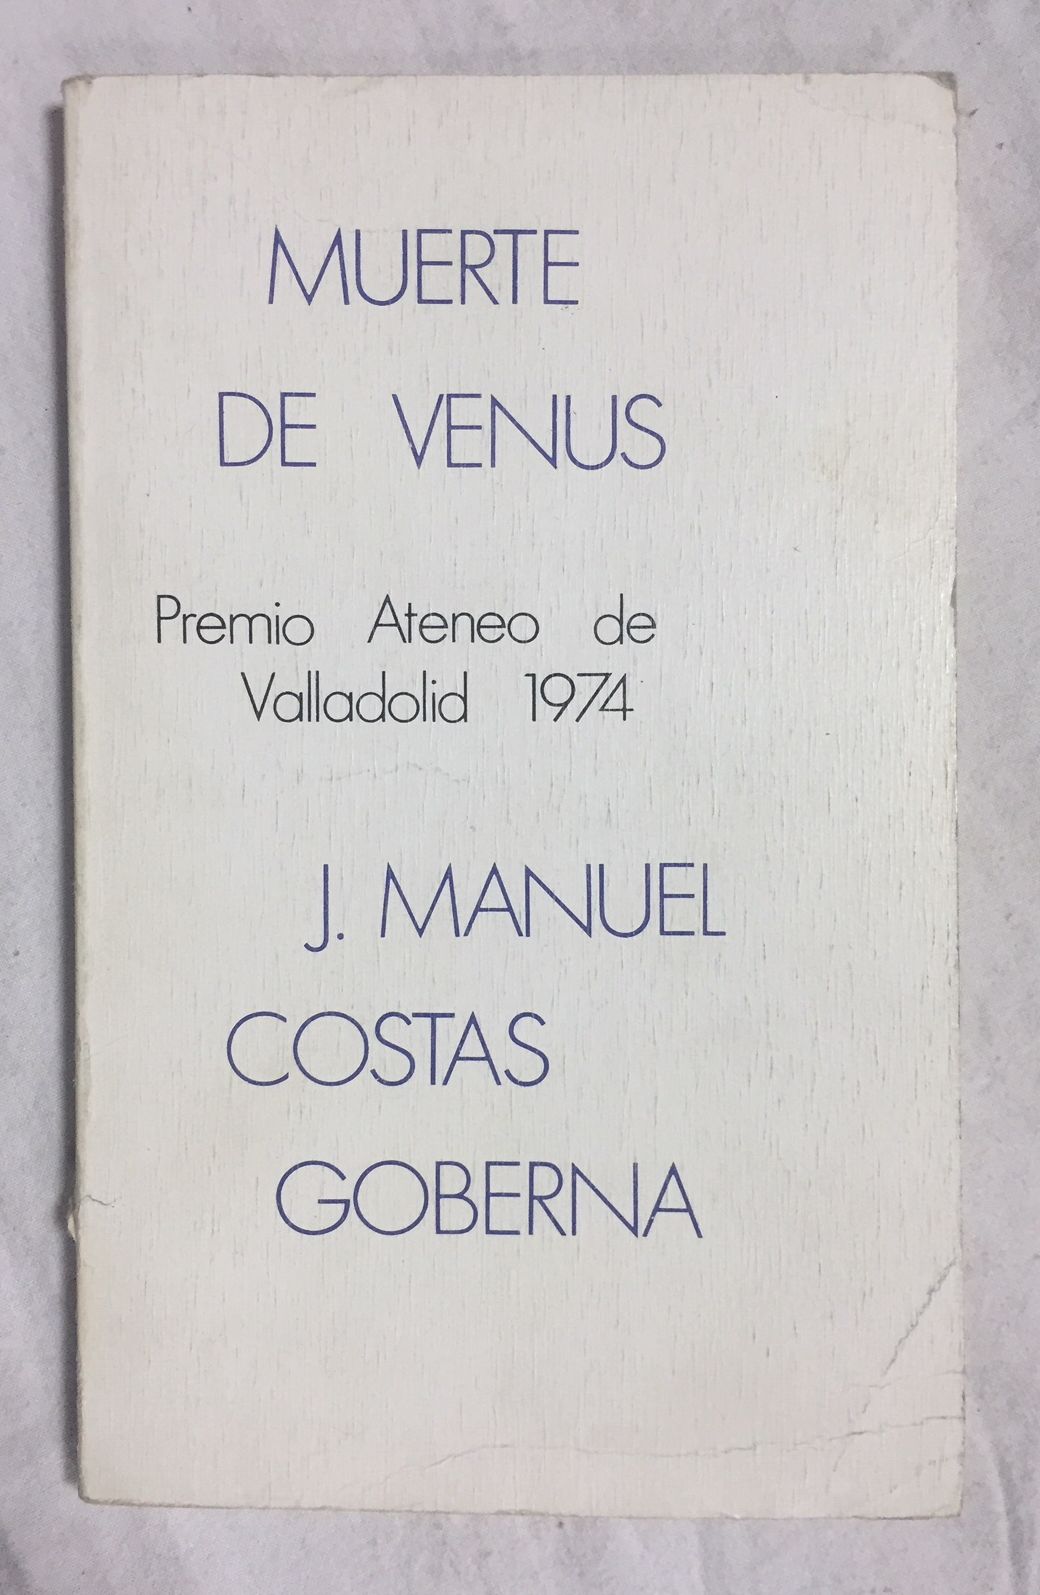 MUERTE
DE VENUS
Premio Ateneo de
Valladolid 1974
J. MANUEL
COSTAS
GOBERNA